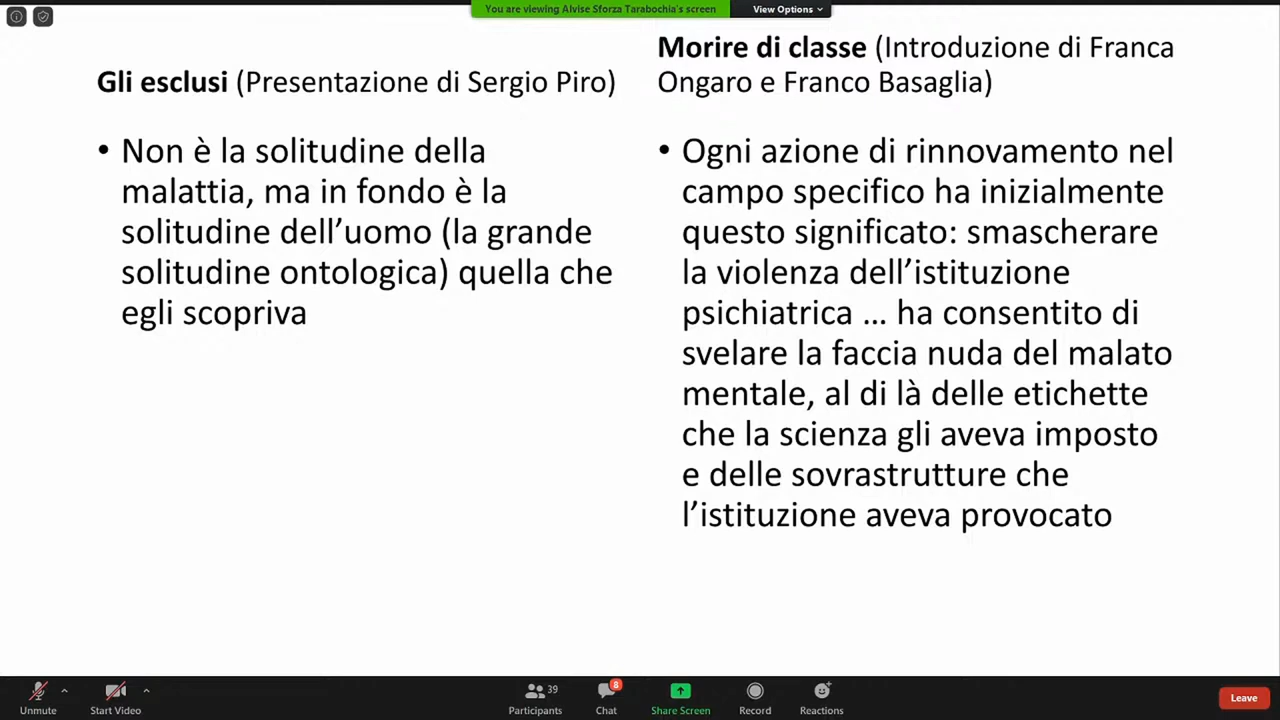 You are viewing Alvise Sforza Tarabochia's screen
View Options
Gli esclusi (Presentazione di Sergio Piro)
• Non è la solitudine della
malattia, ma in fondo è la
solitudine dell’uomo (la grande
solitudine ontologica) quella che
egli scopriva
Morire di classe (Introduzione di Franca
Ongaro e Franco Basaglia)
• Ogni azione di rinnovamento nel
campo specifico ha inizialmente
questo significato: smascherare
la violenza dell’istituzione
psichiatrica … ha consentito di
svelare la faccia nuda del malato
mentale, al di là delle etichette
che la scienza gli aveva imposto
e delle sovrastrutture che
l’istituzione aveva provocato
Unmute
Start Video
39
Participants
8
Chat
Share Screen
Record
Reactions
Leave